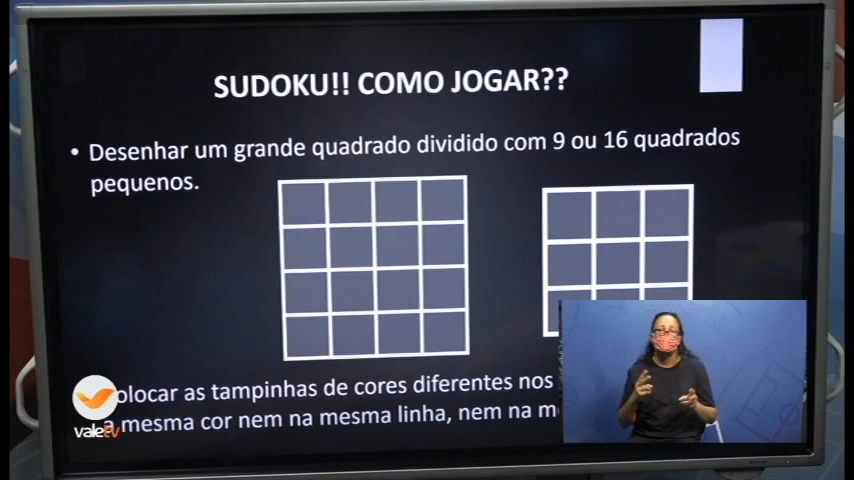 SUDOKU!! COMO JOGAR??
• Desenhar um grande quadrado dividido com 9 ou 16 quadrados
pequenos.
olocar as tampinhas de cores diferentes nos
a mesma cor nem na mesma linha, nem na
valetv